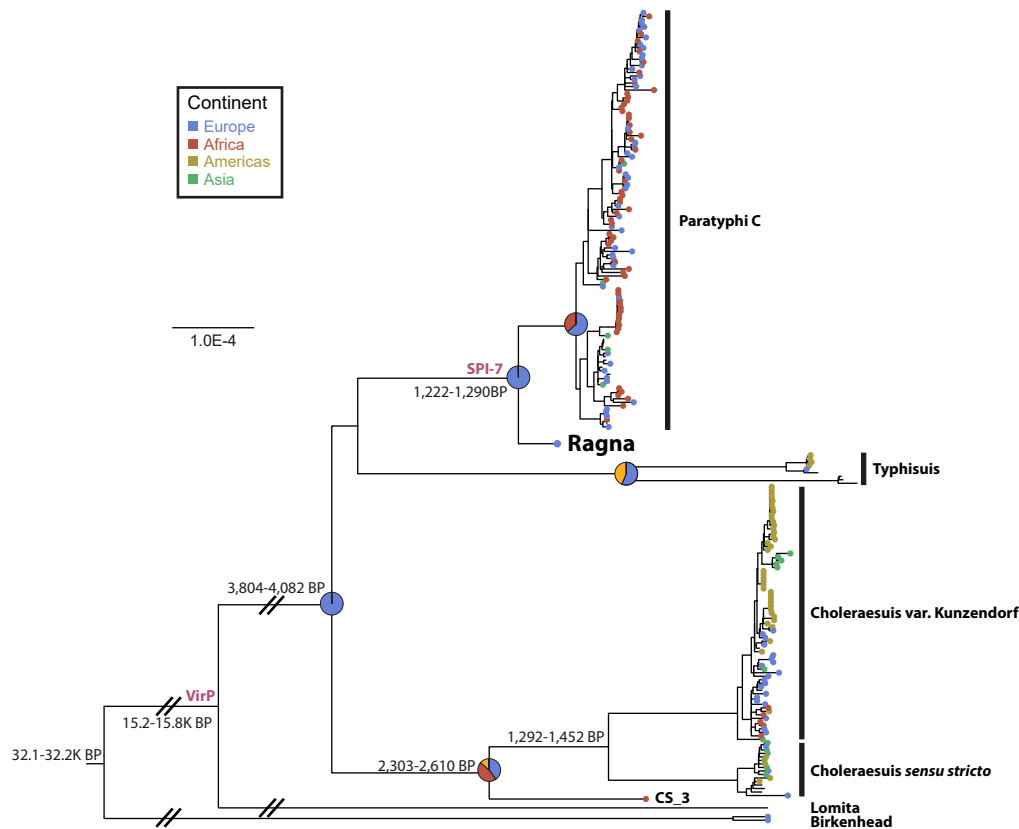 Continent
Europe
Africa
Americas
Asia
Paratyphi C
1.0E-4
SPI-7
1,222-1,290BP
Ragna
Typhisuis
3,804-4,082 BP
Choleraesuis var. Kunzendorf
VirP
15.2-15.8K BP
1,292-1,452 BP
32.1-32.2K BP
2,303-2,610 BP
Choleraesuis sensu stricto
CS_3
Lomita
Birkenhead